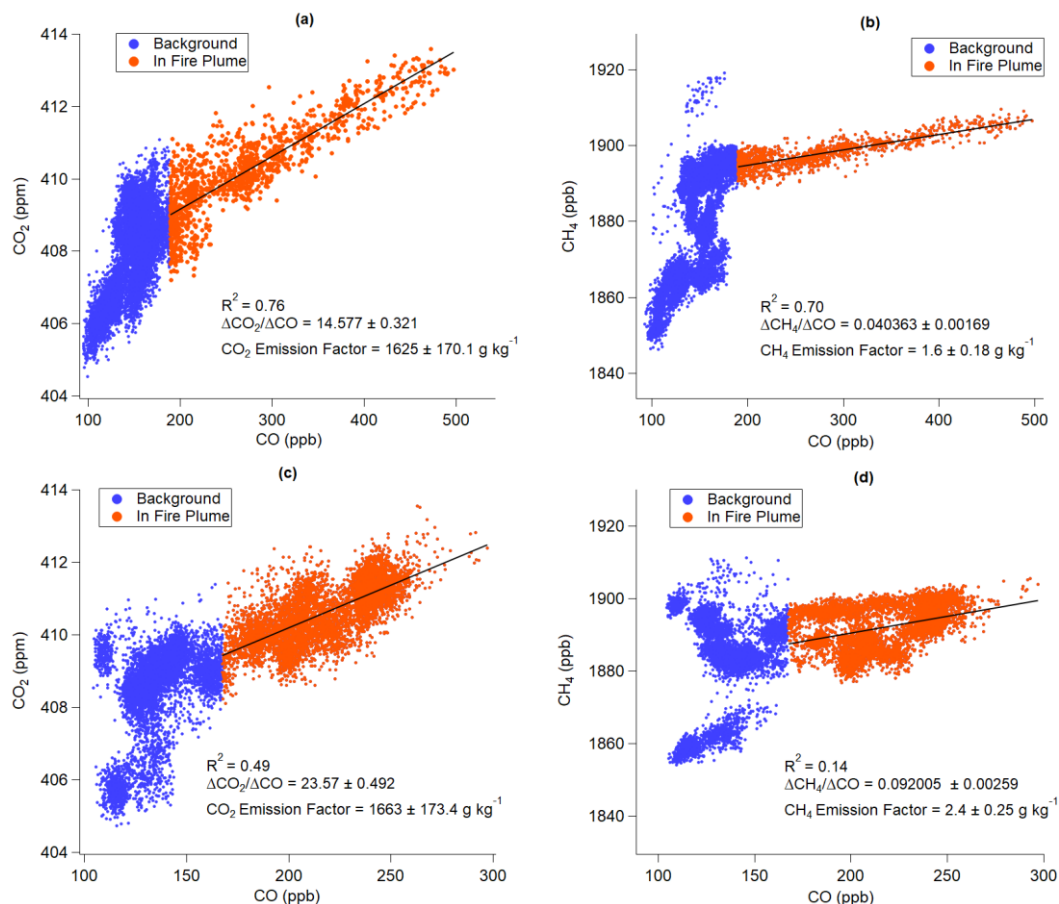 (a)
414
412
410
408
406
404
CO2 (ppm)
Background
In Fire Plume
R2 = 0.76
ΔCO2/ΔCO = 14.577 ± 0.321
CO2 Emission Factor = 1625 ± 170.1 g kg-1
100 200 300 400 500
CO (ppb)
(b)
1920
1900
1880
1860
1840
CH4 (ppb)
Background
In Fire Plume
R2 = 0.70
ΔCH4/ΔCO = 0.040363 ± 0.00169
CH4 Emission Factor = 1.6 ± 0.18 g kg-1
100 200 300 400 500
CO (ppb)
(c)
414
412
410
408
406
404
CO2 (ppm)
Background
In Fire Plume
R2 = 0.49
ΔCO2/ΔCO = 23.57 ± 0.492
CO2 Emission Factor = 1663 ± 173.4 g kg-1
100 150 200 250 300
CO (ppb)
(d)
1920
1900
1880
1860
1840
CH4 (ppb)
Background
In Fire Plume
R2 = 0.14
ΔCH4/ΔCO = 0.092005 ± 0.00259
CH4 Emission Factor = 2.4 ± 0.25 g kg-1
100 150 200 250 300
CO (ppb)